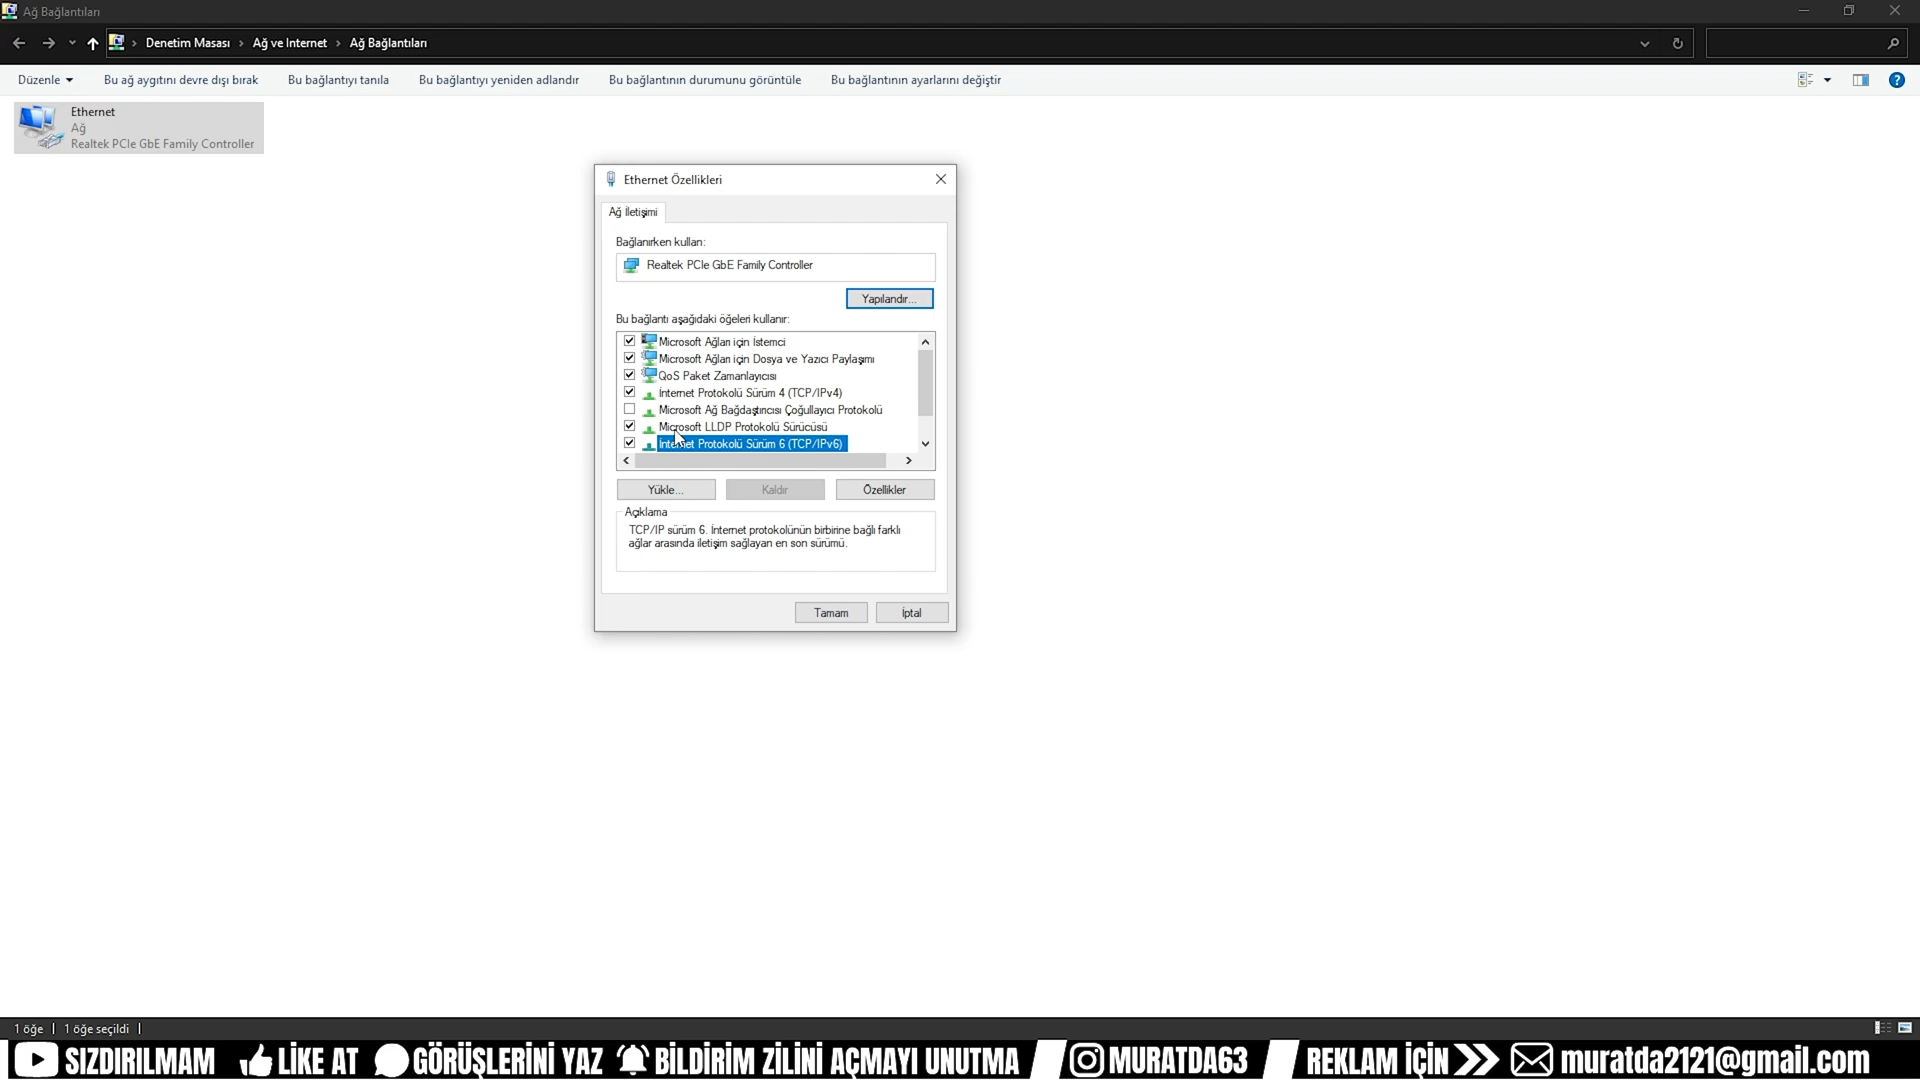 Ağ Bağlantıları
Denetim Masası › Ağ ve Internet › Ağ Bağlantıları
Düzenle Bu ağ aygıtını devre dışı bırak Bu bağlantıyı tanıla Bu bağlantıyı yeniden adlandır Bu bağlantının durumunu görüntüle Bu bağlantının ayarlarını değiştir
Ethernet
Ağ
Realtek PCIe GbE Family Controller
Ethernet Özellikleri
Ağ İletişimi
Bağlanırken kullan:
Realtek PCIe GbE Family Controller
Yapılandır...
Bu bağlantı aşağıdaki öğeleri kullanır:
Microsoft Ağları için İstemci
Microsoft Ağları için Dosya ve Yazıcı Paylaşımı
QoS Paket Zamanlayıcısı
İnternet Protokolü Sürüm 4 (TCP/IPv4)
Microsoft Ağ Bağdaştırıcısı Çoğullayıcı Protokolü
Microsoft LLDP Protokolü Sürücüsü
İnternet Protokolü Sürüm 6 (TCP/IPv6)
Yükle... Kaldır Özellikler
Açıklama
TCP/IP sürüm 6. İnternet protokolünün birbirine bağlı farklı
ağlar arasında iletişim sağlayan en son sürümü.
Tamam İptal
1 öğe 1 öğe seçildi
SIZDIRILMAM LİKE AT GÖRÜŞLERİNİ YAZ BİLDİRİM ZİLİNİ AÇMAYI UNUTMA MURATDA63 REKLAM İÇİN muratda2121@gmail.com